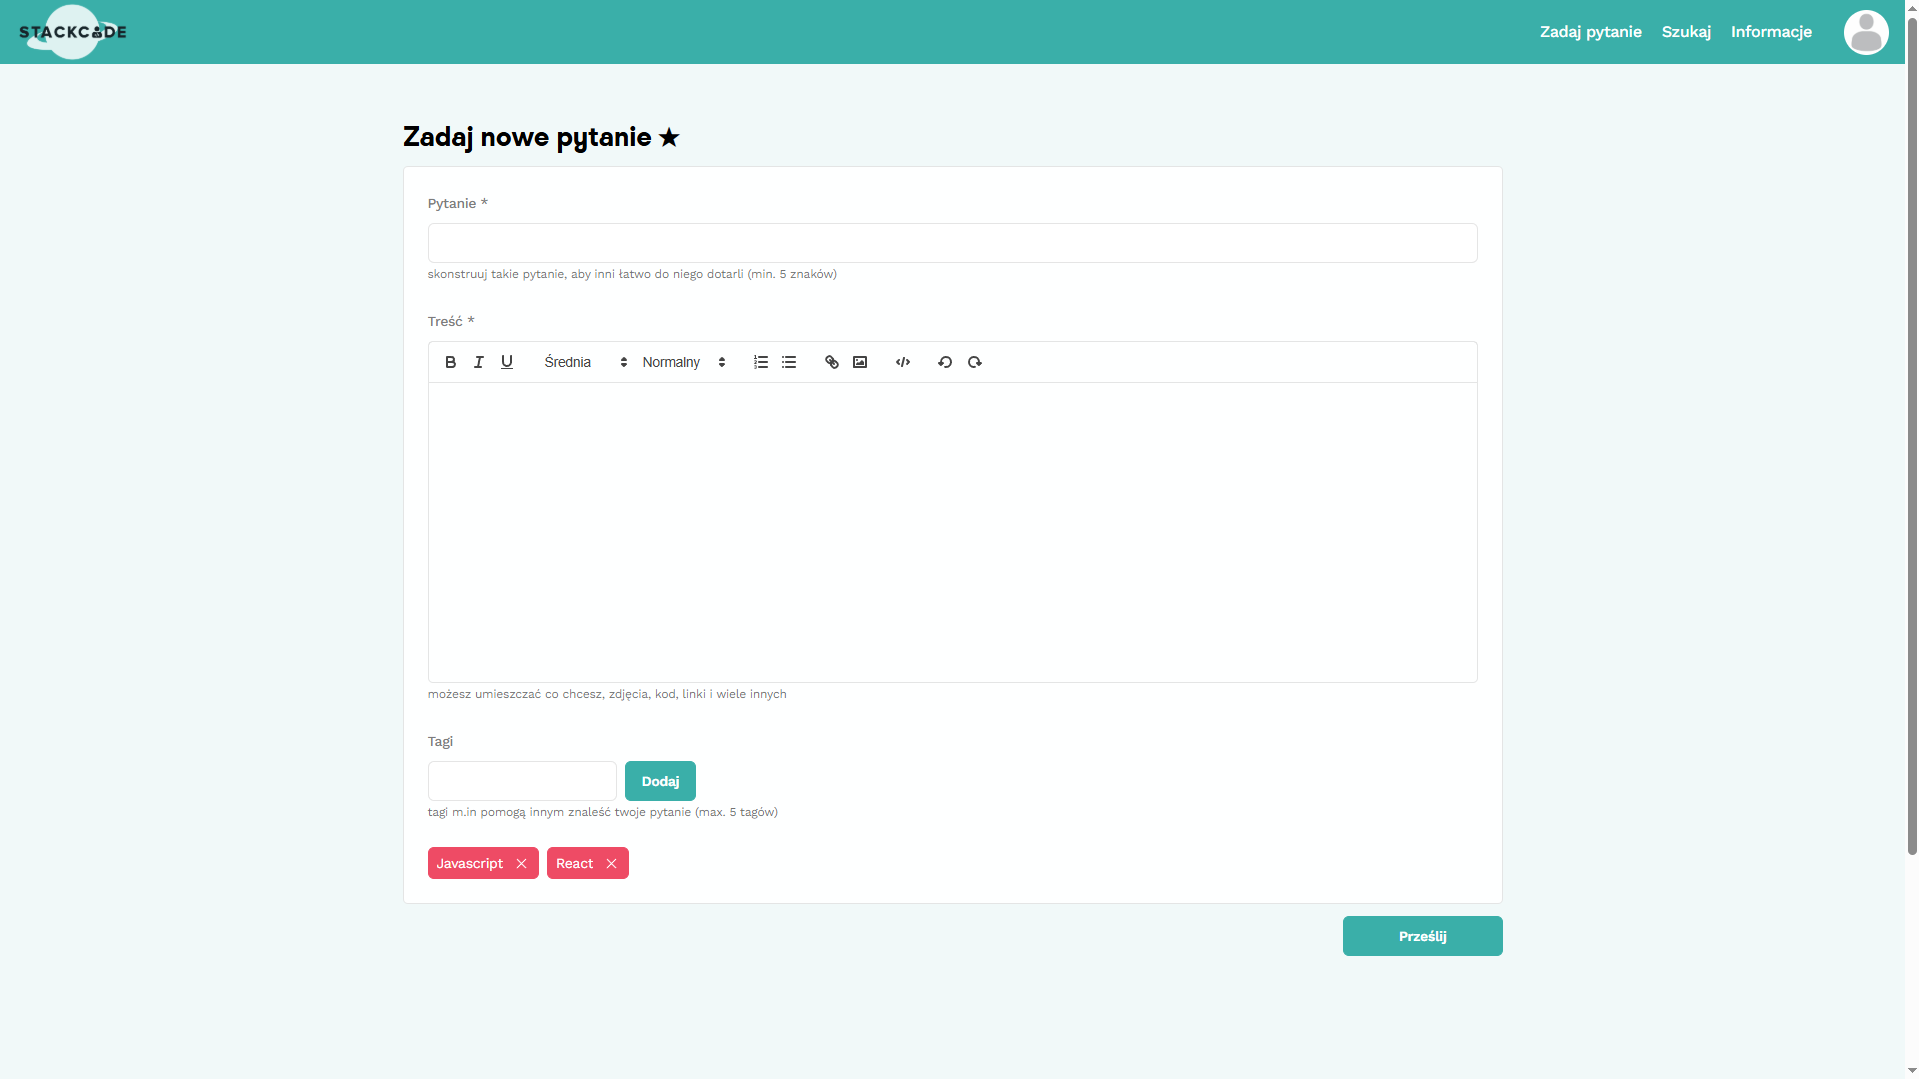 STACKCODE
Zadaj pytanie Szukaj Informacje
Zadaj nowe pytanie ★
Pytanie *
skonstruuj takie pytanie, aby inni łatwo do niego dotarli (min. 5 znaków)
Treść *
B I U Średnia Normalny
możesz umieszczać co chcesz, zdjęcia, kod, linki i wiele innych
Tagi
Dodaj
tagi m.in pomogą innym znaleść twoje pytanie (max. 5 tagów)
Javascript React
Prześlij